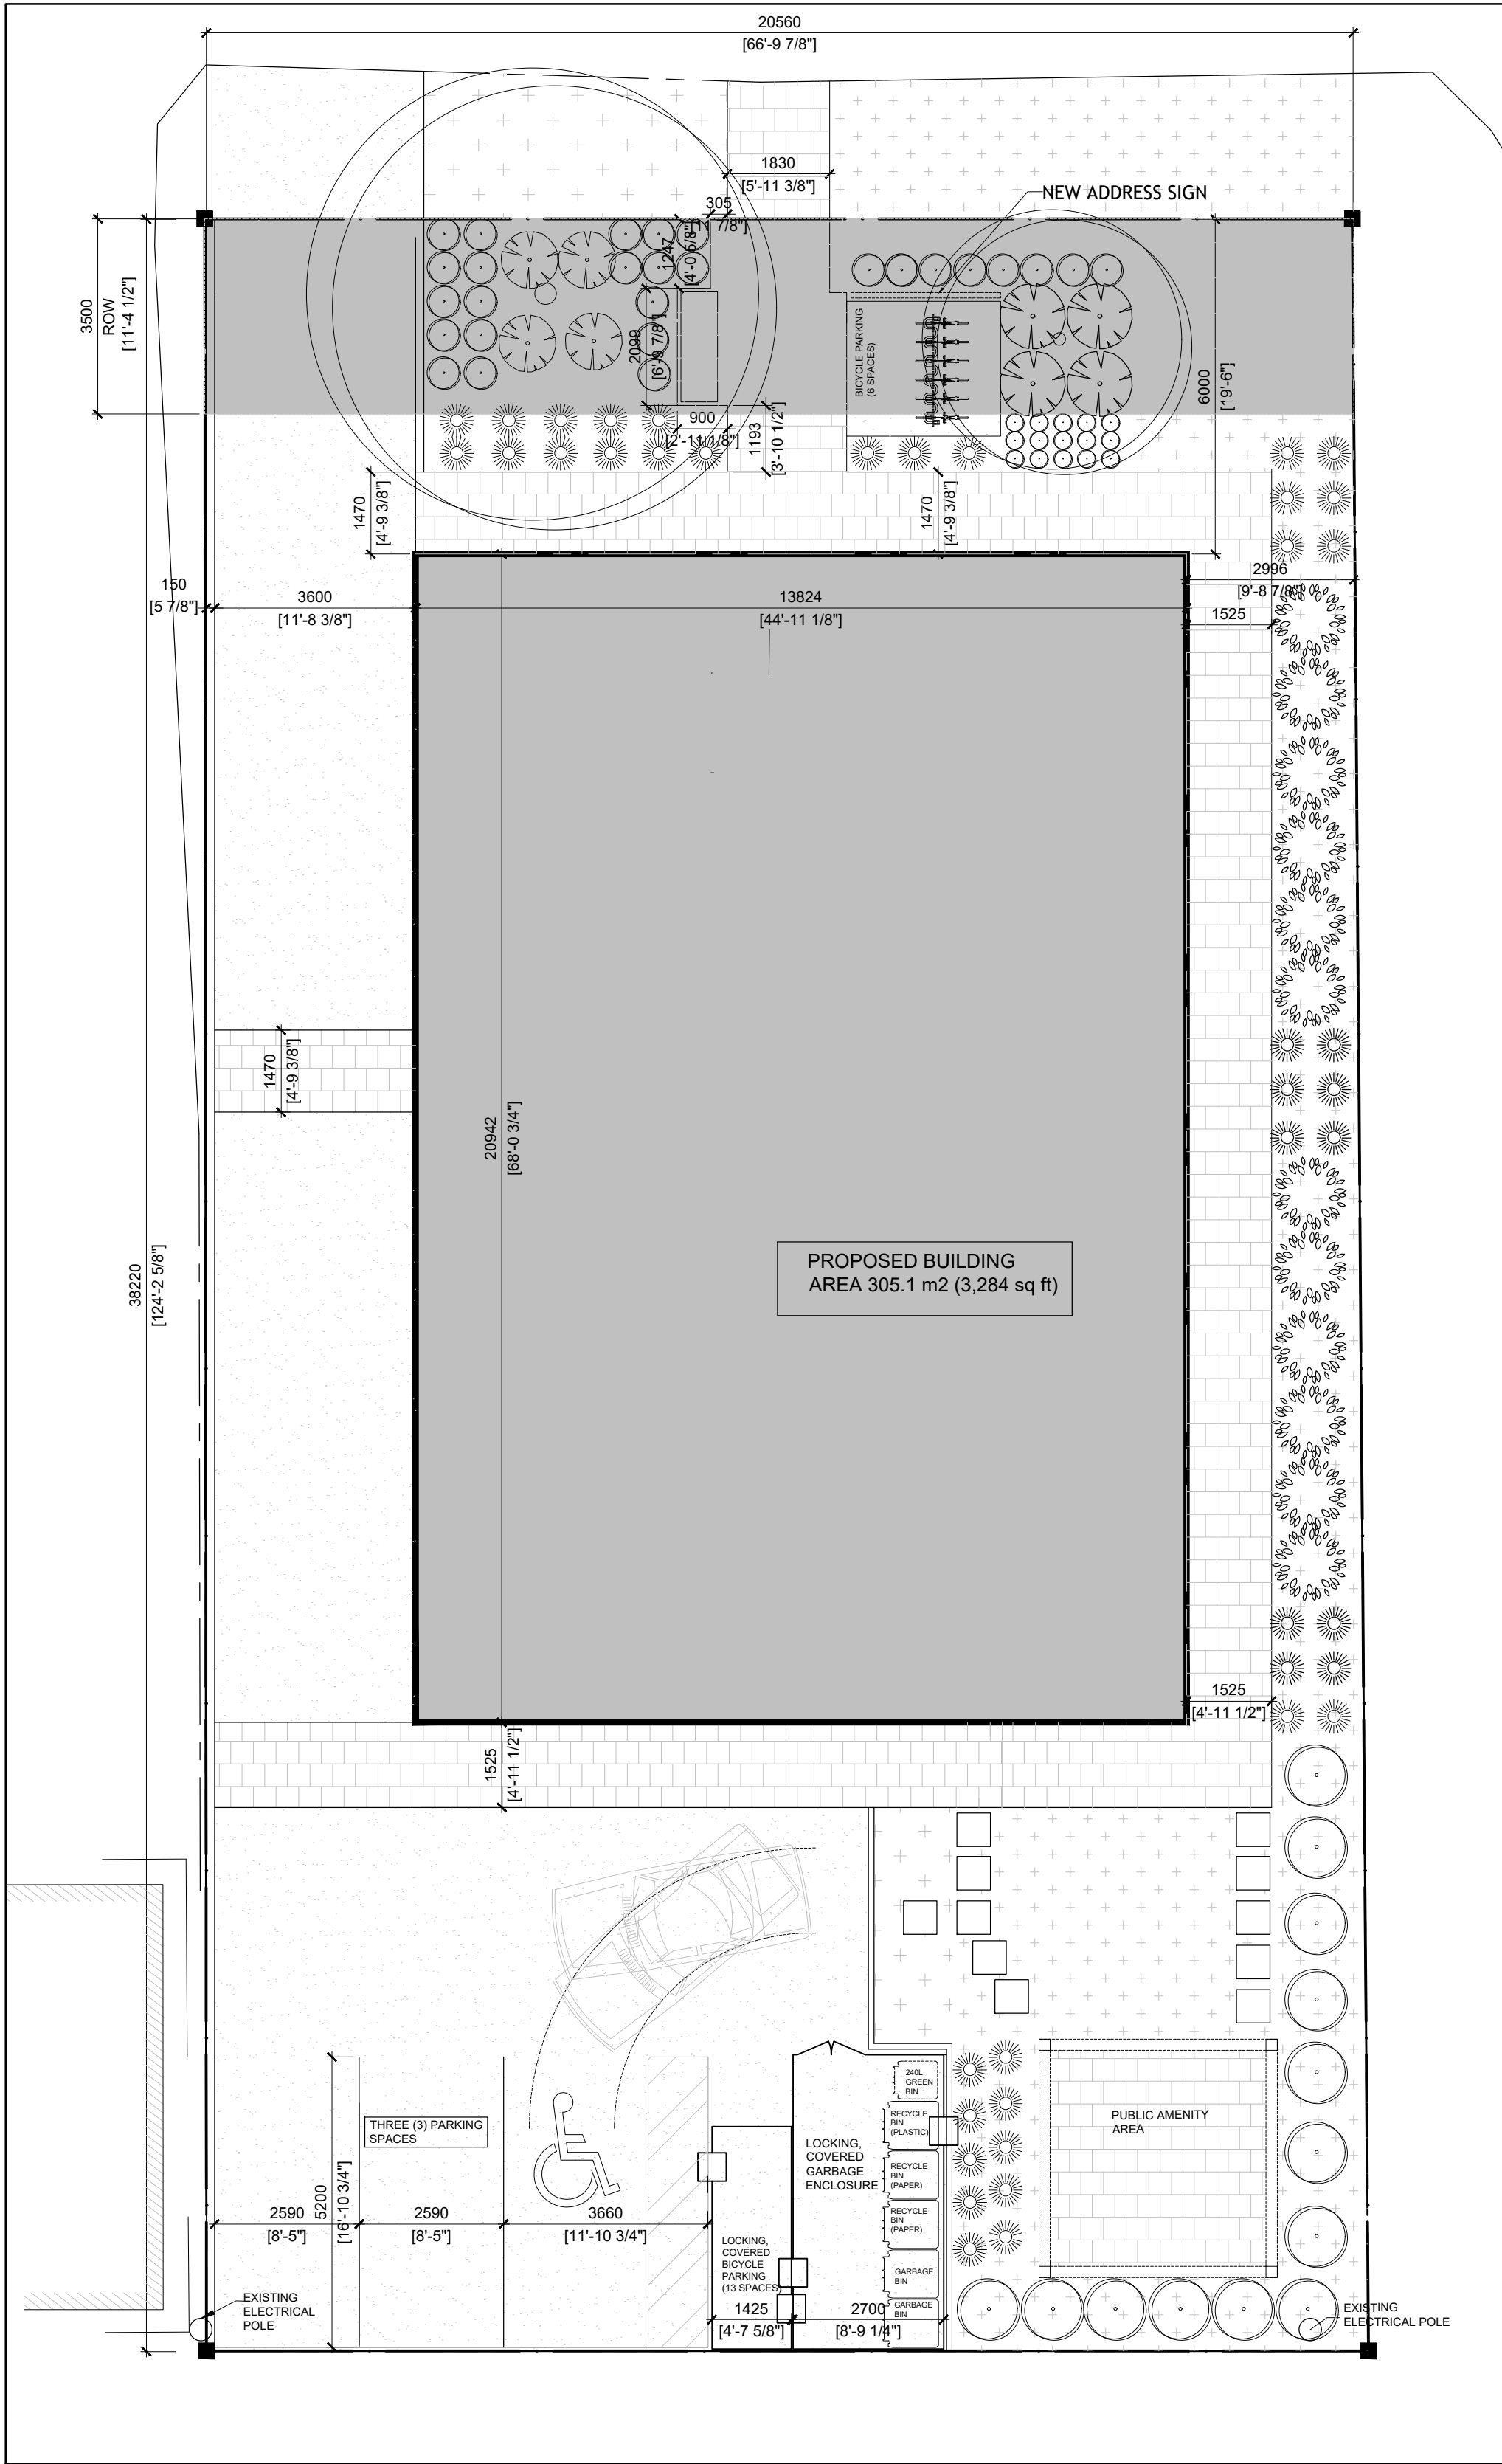 20560
[66'-9 7/8"]
1830
[5'-11 3/8"]
NEW ADDRESS SIGN
305
[11 7/8"]
1247
[4'-0 5/8"]
3500
ROW
[11'-4 1/2"]
2099
[6'-9 7/8"]
BICYCLE PARKING
(6 SPACES)
6000
[19'-6"]
900
[2'-11 1/8"]
1193
[3'-10 1/2"]
1470
[4'-9 3/8"]
1470
[4'-9 3/8"]
150
[5 7/8"]
3600
[11'-8 3/8"]
13824
[44'-11 1/8"]
2996
[9'-8 7/8"]
1525
1470
[4'-9 3/8"]
20942
[68'-0 3/4"]
38220
[124'-2 5/8"]
PROPOSED BUILDING
AREA 305.1 m2 (3,284 sq ft)
1525
[4'-11 1/2"]
1525
[4'-11 1/2"]
THREE (3) PARKING
SPACES
5200
[16'-10 3/4"]
2590
[8'-5"]
2590
[8'-5"]
3660
[11'-10 3/4"]
LOCKING,
COVERED
BICYCLE
PARKING
(13 SPACES)
LOCKING,
COVERED
GARBAGE
ENCLOSURE
240L
GREEN
BIN
RECYCLE
BIN
(PLASTIC)
RECYCLE
BIN
(PAPER)
RECYCLE
BIN
(PAPER)
GARBAGE
BIN
GARBAGE
BIN
1425
[4'-7 5/8"]
2700
[8'-9 1/4"]
PUBLIC AMENITY
AREA
EXISTING
ELECTRICAL
POLE
EXISTING
ELECTRICAL POLE